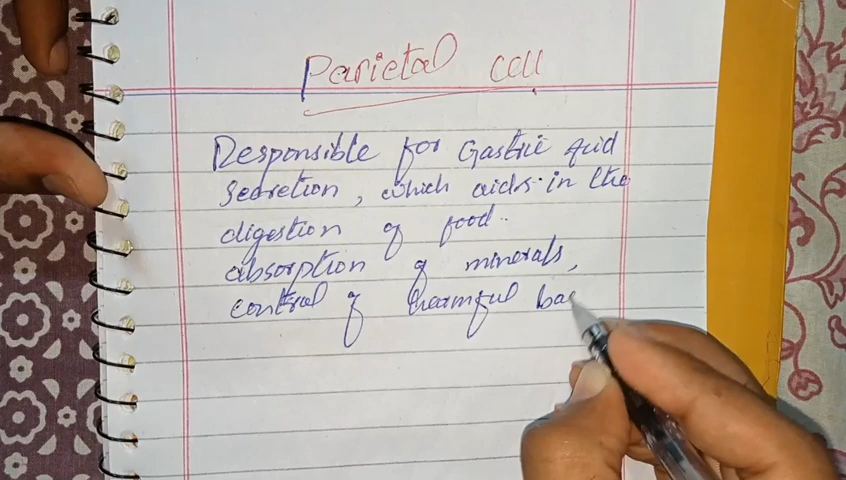 Parietal cell
Responsible for Gastric Acid
Secretion, which aids in the
digestion of food..
absorption of minerals,
control of harmful ba